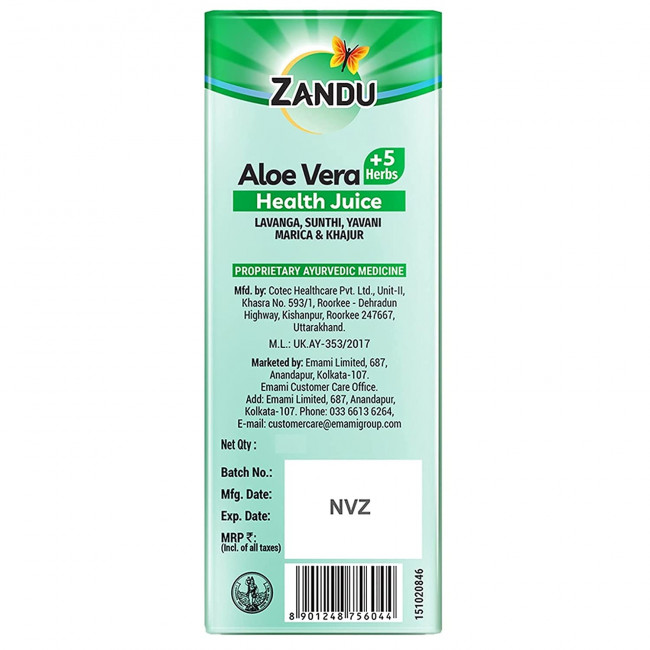 ZANDU
Aloe Vera +5 Herbs
Health Juice
LAVANGA, SUNTHI, YAVANI
MARICA & KHAJUR
PROPRIETARY AYURVEDIC MEDICINE
Mfd. by: Cotec Healthcare Pvt. Ltd., Unit-II,
Khasra No. 593/1, Roorkee - Dehradun
Highway, Kishanpur, Roorkee 247667,
Uttarakhand.
M.L.: UK.AY-353/2017
Marketed by: Emami Limited, 687,
Anandapur, Kolkata-107.
Emami Customer Care Office.
Add: Emami Limited, 687, Anandapur,
Kolkata-107. Phone: 033 6613 6264,
E-mail: customercare@emamigroup.com
Net Qty :
Batch No.:
Mfg. Date:
Exp. Date:
MRP ₹:
(Incl. of all taxes)
NVZ
8 901248 756044
151020846